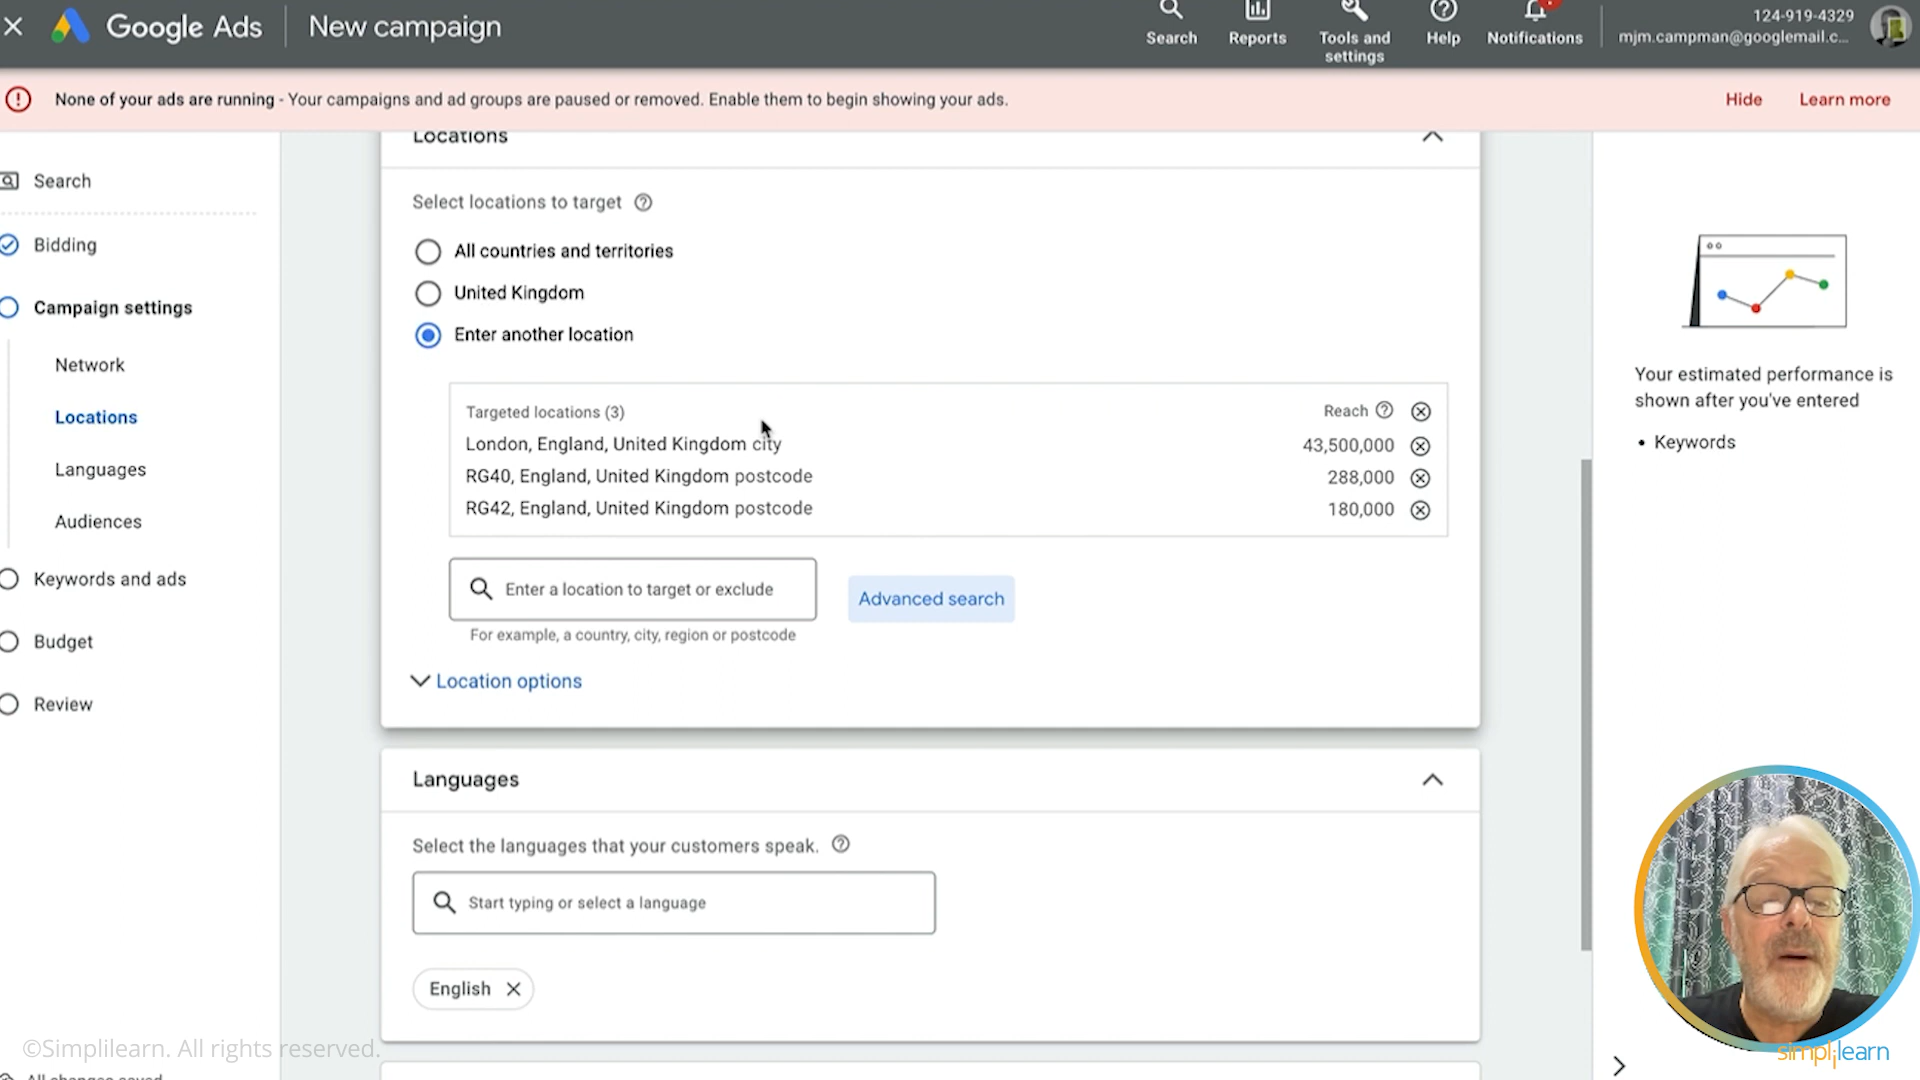 Google Ads
New campaign
Search
Reports
Tools and settings
Help
Notifications
124-919-4329
mjm.campman@googlemail.c...
None of your ads are running - Your campaigns and ad groups are paused or removed. Enable them to begin showing your ads.
Hide
Learn more
Search
Bidding
Campaign settings
Network
Locations
Languages
Audiences
Keywords and ads
Budget
Review
Locations
Select locations to target
All countries and territories
United Kingdom
Enter another location
Targeted locations (3)
Reach
London, England, United Kingdom city
43,500,000
RG40, England, United Kingdom postcode
288,000
RG42, England, United Kingdom postcode
180,000
Enter a location to target or exclude
Advanced search
For example, a country, city, region or postcode
Location options
Languages
Select the languages that your customers speak.
Start typing or select a language
English
Your estimated performance is
shown after you've entered
• Keywords
©Simplilearn. All rights reserved.
All changes saved
simplilearn